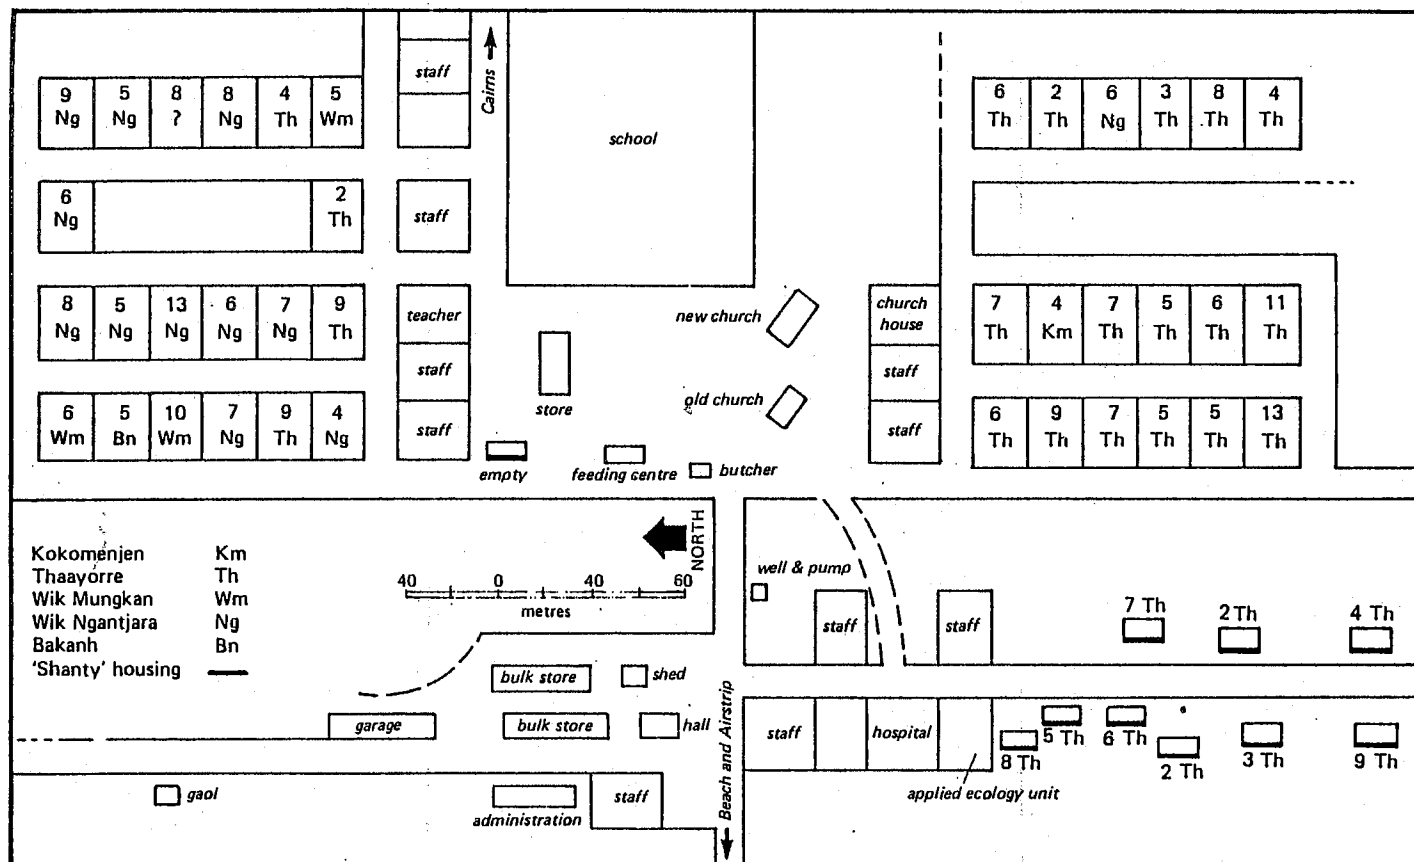 staff
Cairns
school
9 5 8 8 4 5
Ng Ng ? Ng Th Wm
6 2 6 3 8 4
Th Th Ng Th Th Th
6 2
Ng Th
staff
8 5 13 6 7 9
Ng Ng Ng Ng Ng Th
teacher
staff
store
new church
church
house
staff
7 4 7 5 6 11
Th Km Th Th Th Th
6 5 10 7 9 4
Wm Bn Wm Ng Th Ng
staff
old church
staff
6 9 7 5 5 13
Th Th Th Th Th Th
empty
feeding centre
butcher
NORTH
Kokomenjen Km
Thaayorre Th
Wik Mungkan Wm
Wik Ngantjara Ng
Bakanh Bn
'Shanty' housing
40 0 40 60
metres
well & pump
staff
staff
7 Th
2 Th
4 Th
bulk store
shed
garage
bulk store
hall
Beach and Airstrip
staff
hospital
8 Th
5 Th
6 Th
2 Th
3 Th
9 Th
applied ecology unit
gaol
administration
staff